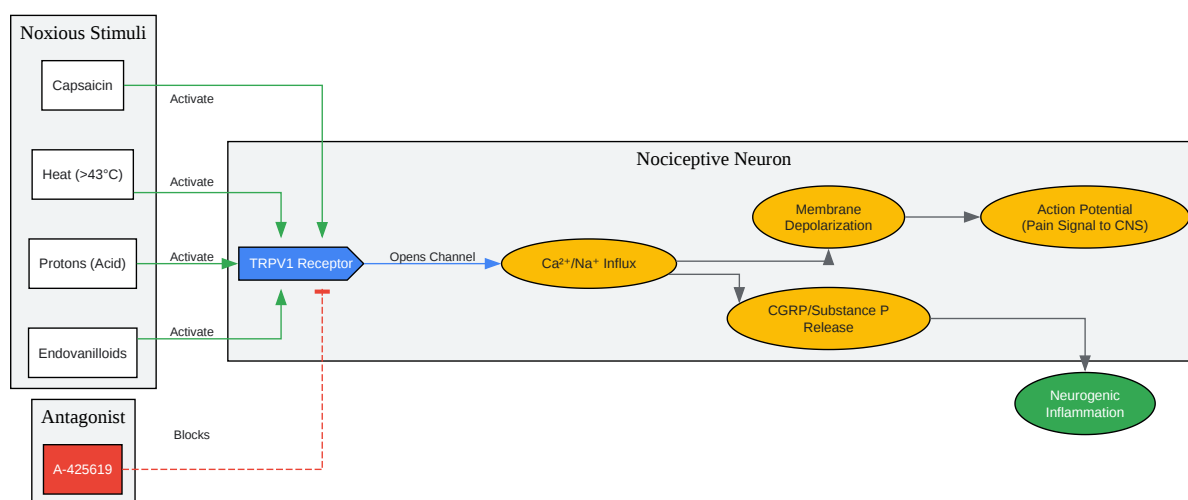 Noxious Stimuli
Capsaicin
Activate
Heat (>43°C)
Activate
Protons (Acid)
Activate
Endovanilloids
Activate
Antagonist
A-425619
Blocks
Nociceptive Neuron
TRPV1 Receptor
Opens Channel
Ca²⁺/Na⁺ Influx
Membrane
Depolarization
Action Potential
(Pain Signal to CNS)
CGRP/Substance P
Release
Neurogenic
Inflammation